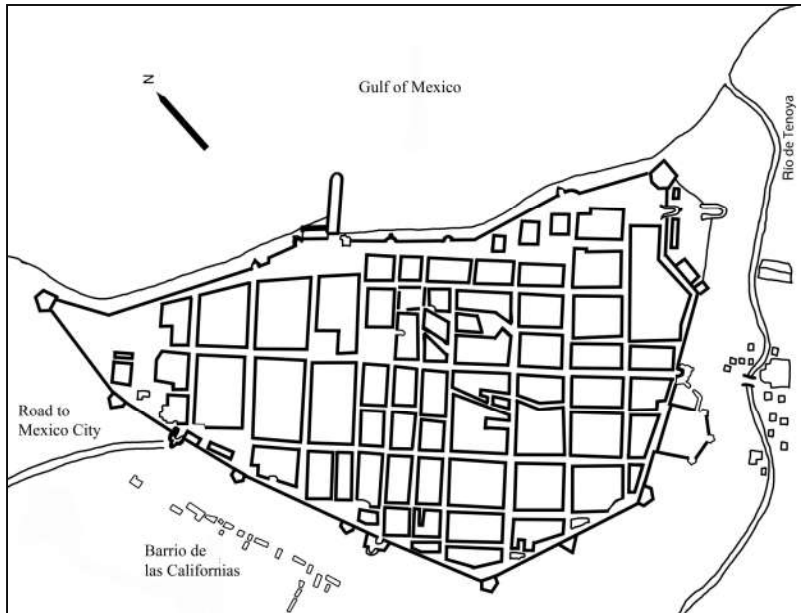 N
Gulf of Mexico
Rio de Tenoya
Road to
Mexico City
Barrio de
las Californias